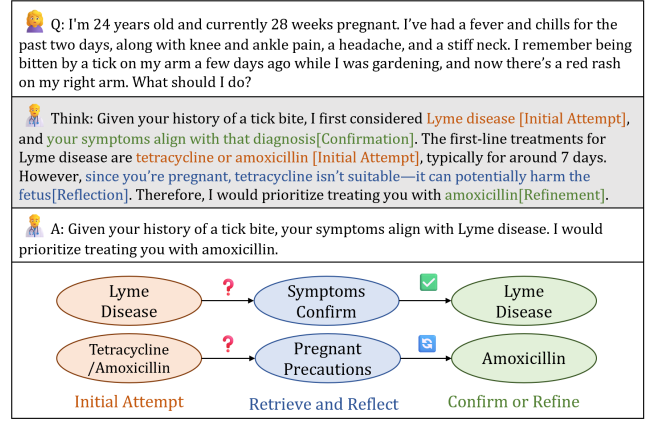 Q: I'm 24 years old and currently 28 weeks pregnant. I've had a fever and chills for the
past two days, along with knee and ankle pain, a headache, and a stiff neck. I remember being
bitten by a tick on my arm a few days ago while I was gardening, and now there's a red rash
on my right arm. What should I do?
Think: Given your history of a tick bite, I first considered Lyme disease [Initial Attempt],
and your symptoms align with that diagnosis[Confirmation]. The first-line treatments for
Lyme disease are tetracycline or amoxicillin [Initial Attempt], typically for around 7 days.
However, since you're pregnant, tetracycline isn't suitable—it can potentially harm the
fetus[Reflection]. Therefore, I would prioritize treating you with amoxicillin[Refinement].
A: Given your history of a tick bite, your symptoms align with Lyme disease. I would
prioritize treating you with amoxicillin.
Lyme
Disease
?
Symptoms
Confirm
Lyme
Disease
Tetracycline
/Amoxicillin
?
Pregnant
Precautions
Amoxicillin
Initial Attempt
Retrieve and Reflect
Confirm or Refine